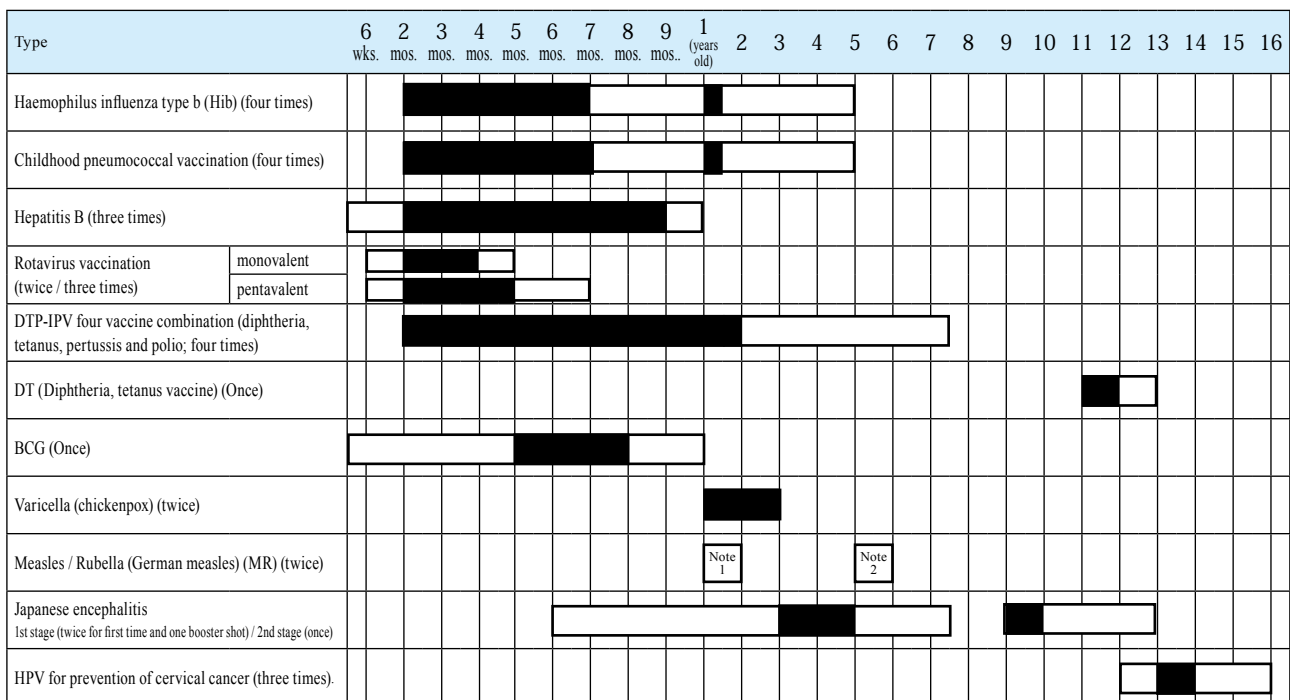 Type
6 2 3 4 5 6 7 8 9 1 2 3 4 5 6 7 8 9 10 11 12 13 14 15 16
wks. mos. mos. mos. mos. mos. mos. mos. mos.. (years
old)
Haemophilus influenza type b (Hib) (four times)
Childhood pneumococcal vaccination (four times)
Hepatitis B (three times)
Rotavirus vaccination
(twice / three times)
monovalent
pentavalent
DTP-IPV four vaccine combination (diphtheria,
tetanus, pertussis and polio; four times)
DT (Diphtheria, tetanus vaccine) (Once)
BCG (Once)
Varicella (chickenpox) (twice)
Measles / Rubella (German measles) (MR) (twice)
Note
1
Note
2
Japanese encephalitis
1st stage (twice for first time and one booster shot) / 2nd stage (once)
HPV for prevention of cervical cancer (three times).